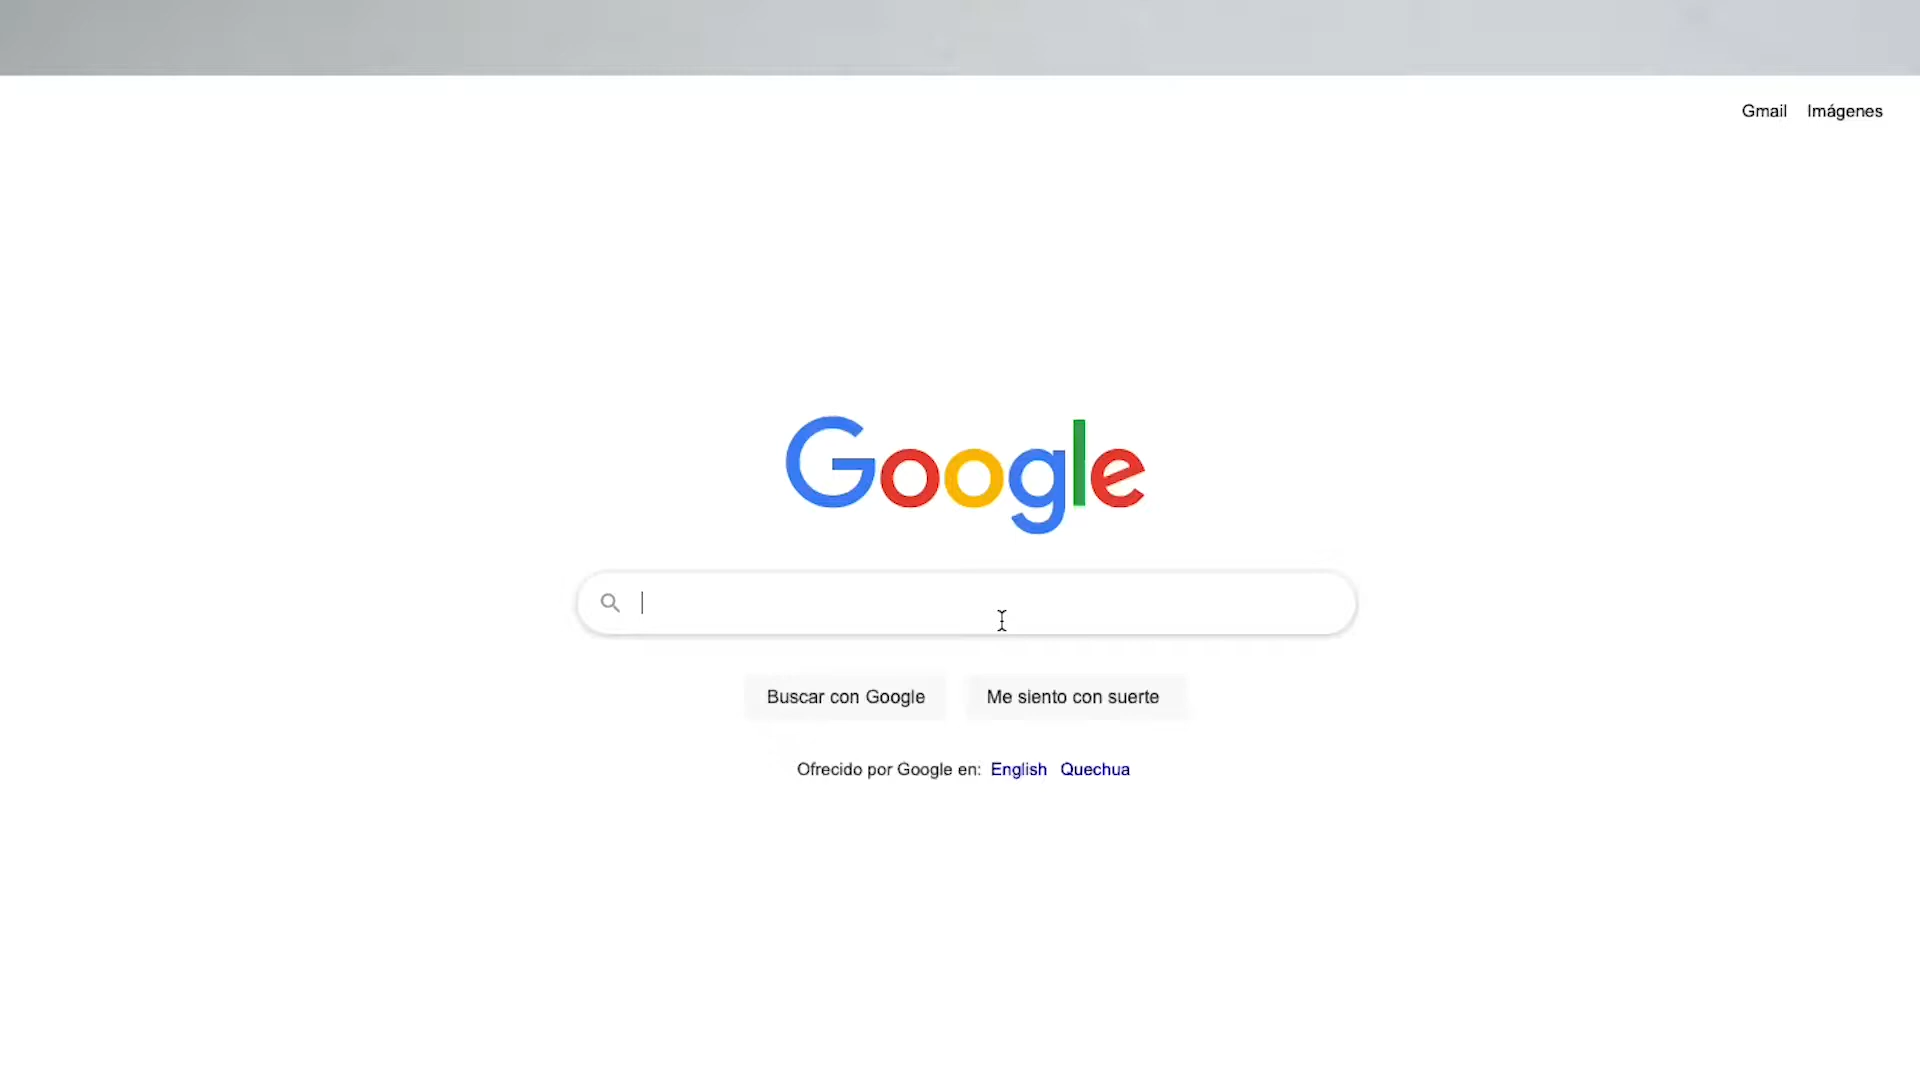 Gmail Imágenes
Google
Buscar con Google Me siento con suerte
Ofrecido por Google en: English Quechua